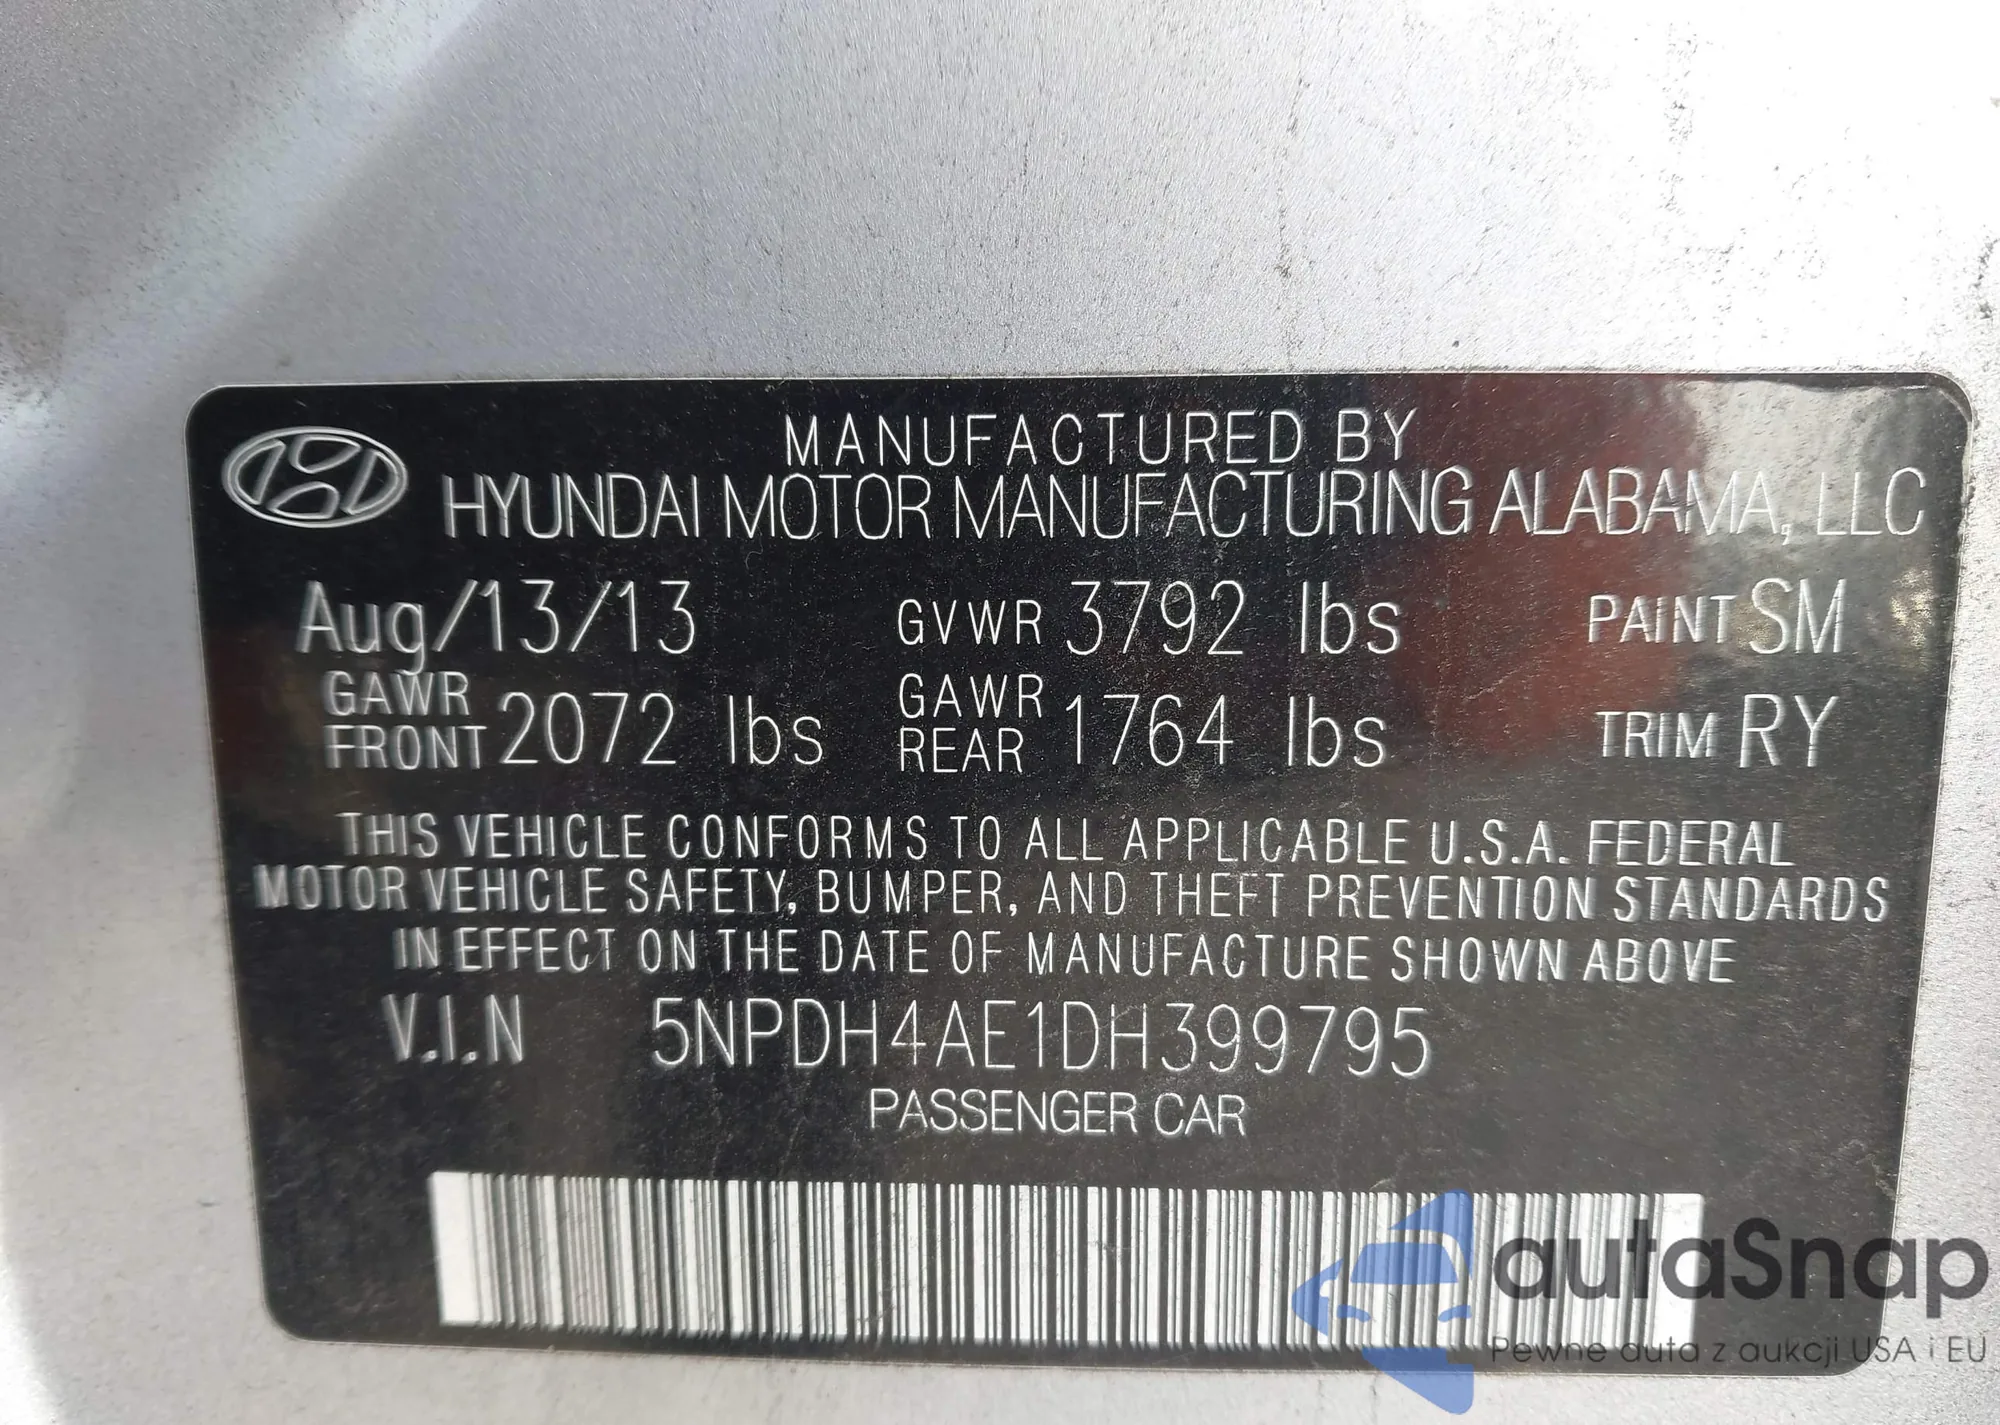 MANUFACTURED BY
HYUNDAI MOTOR MANUFACTURING ALABAMA, LLC
Aug/13/13 GVWR 3792 lbs PAINT SM
GAWR FRONT 2072 lbs GAWR REAR 1764 lbs TRIM RY
THIS VEHICLE CONFORMS TO ALL APPLICABLE U.S.A. FEDERAL
MOTOR VEHICLE SAFETY, BUMPER, AND THEFT PREVENTION STANDARDS
IN EFFECT ON THE DATE OF MANUFACTURE SHOWN ABOVE
V.I.N 5NPDH4AE1DH399795
PASSENGER CAR
autaSnap
Pewne auta z aukcji USA i EU